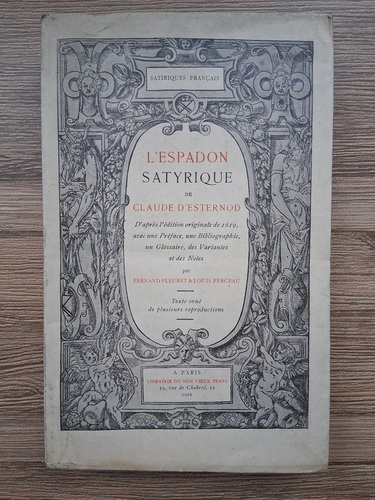 SATIRIQUES FRANÇAIS
L'ESPADON
SATYRIQUE
DE
CLAUDE D'ESTERNOD
D'après l'édition originale de 1619,
avec une Préface, une Bibliographie,
un Glossaire, des Variantes
et des Notes
par
FERNAND FLEURET & LOUIS PERCEAU
Texte orné
de plusieurs reproductions
A PARIS
LIBRAIRIE DU BON VIEUX TEMPS
12, rue de Chabrol, 12
1922